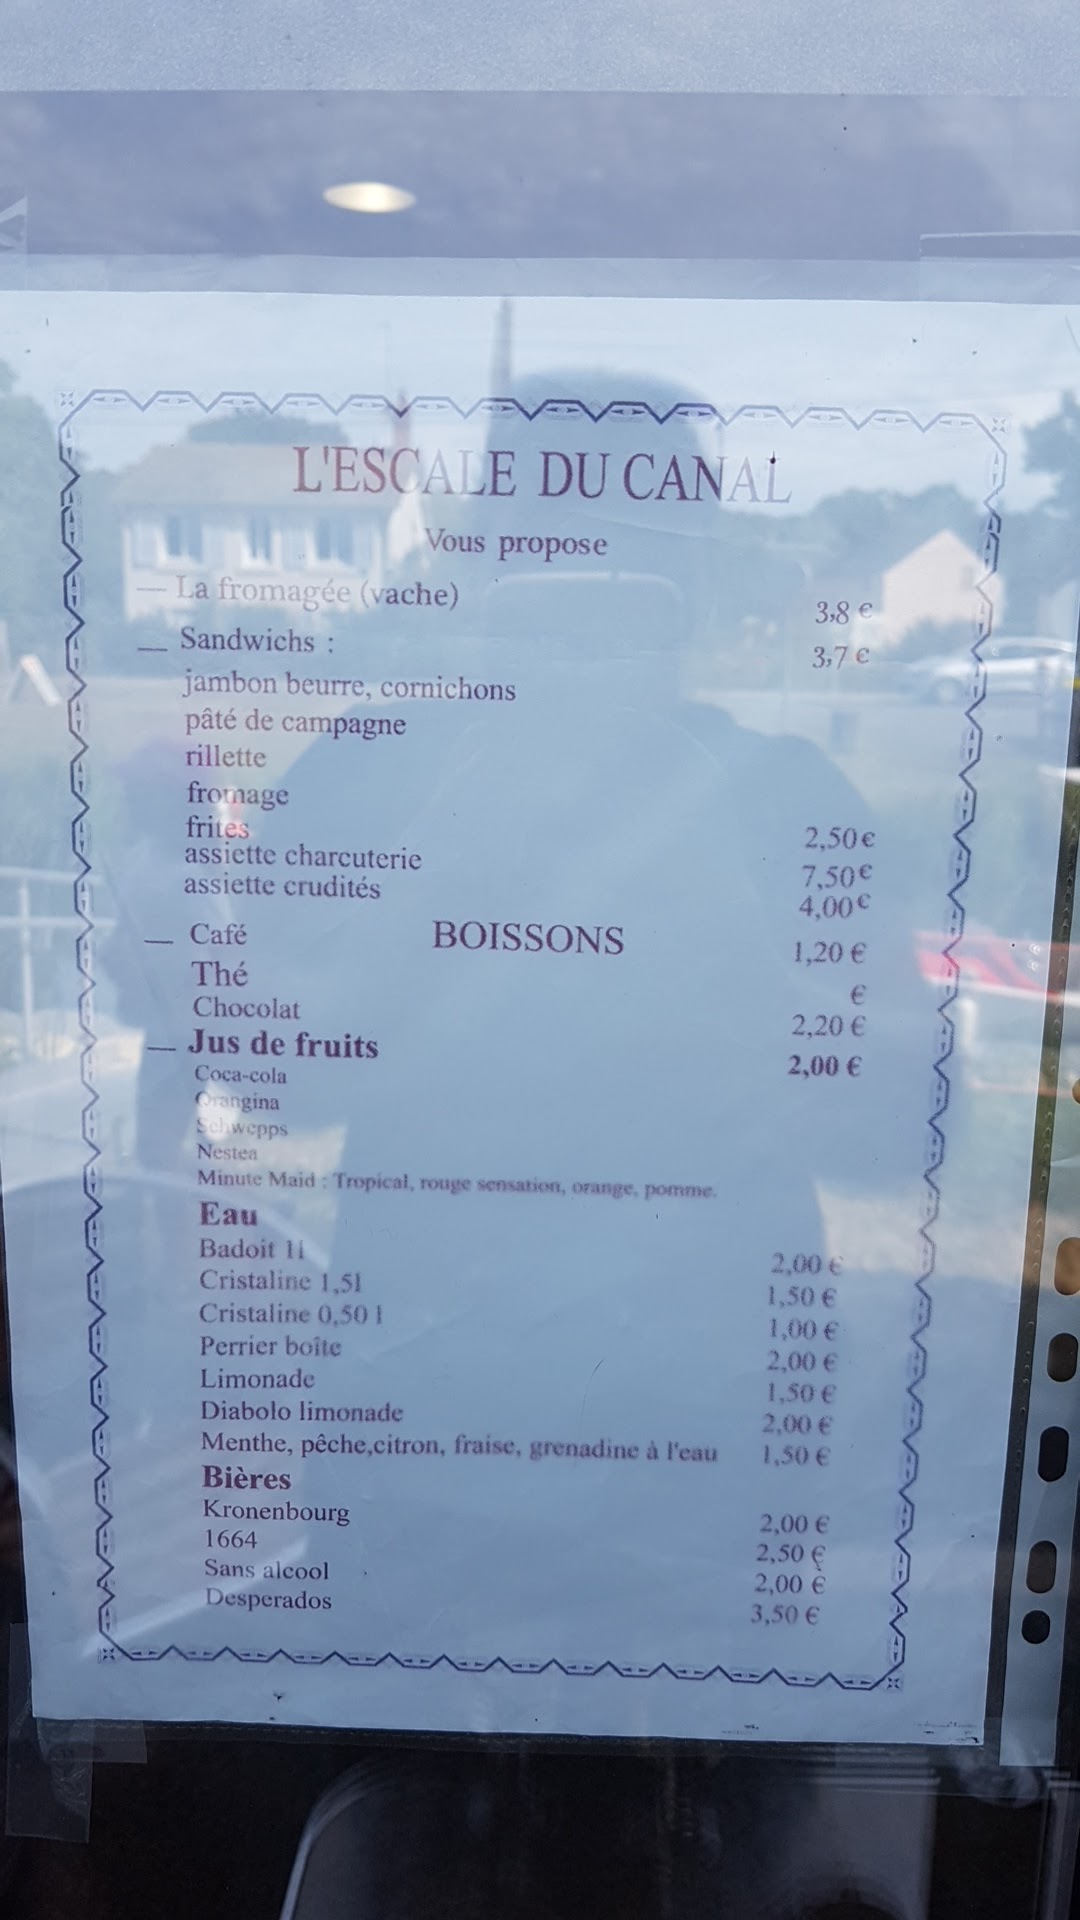 L'ESCALE DU CANAL
Vous propose
— La fromagée (vache) 3,8 €
— Sandwichs : 3,7 €
jambon beurre, cornichons
pâté de campagne
rillette
fromage
frites 2,50€
assiette charcuterie 7,50€
assiette crudités 4,00€
BOISSONS
— Café 1,20 €
Thé €
Chocolat 2,20 €
— Jus de fruits 2,00 €
Coca-cola
Orangina
Schwepps
Nestea
Minute Maid : Tropical, rouge sensation, orange, pomme.
Eau
Badoit 1l 2,00 €
Cristaline 1,5l 1,50 €
Cristaline 0,50 l 1,00 €
Perrier boîte 2,00 €
Limonade 1,50 €
Diabolo limonade 2,00 €
Menthe, pêche,citron, fraise, grenadine à l'eau 1,50 €
Bières
Kronenbourg 2,00 €
1664 2,50 €
Sans alcool 2,00 €
Desperados 3,50 €